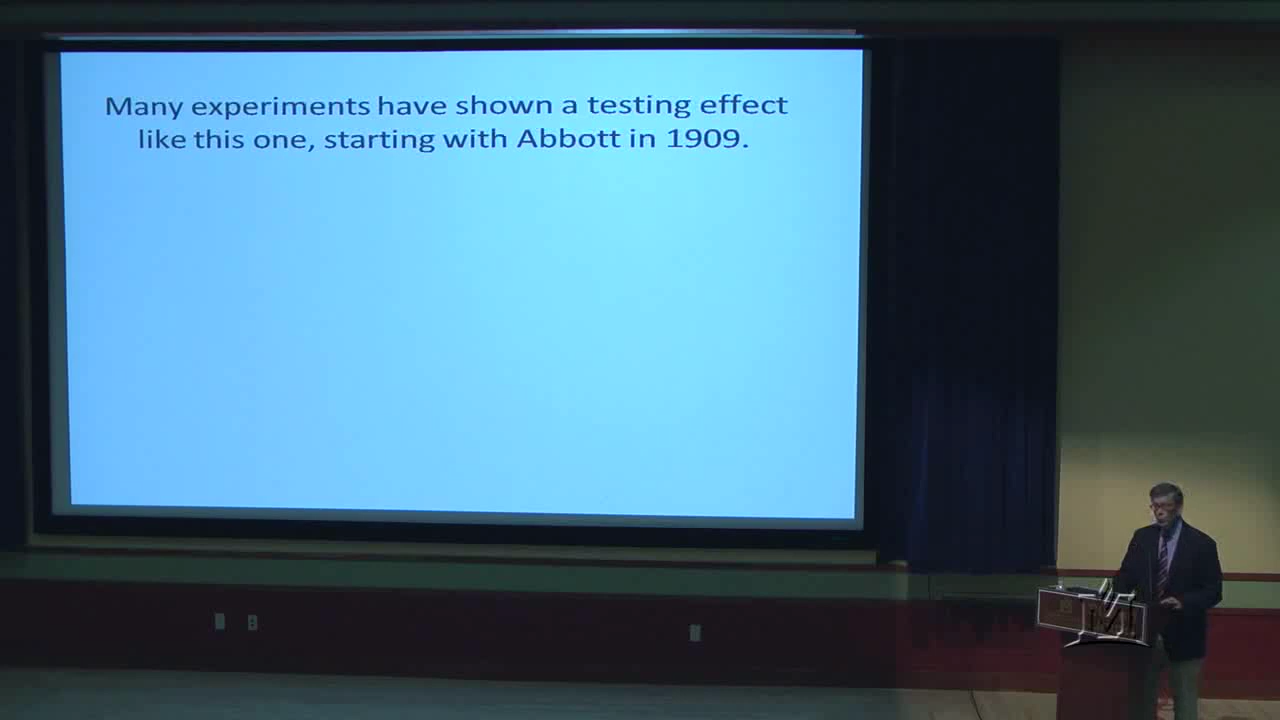 Many experiments have shown a testing effect
like this one, starting with Abbott in 1909.